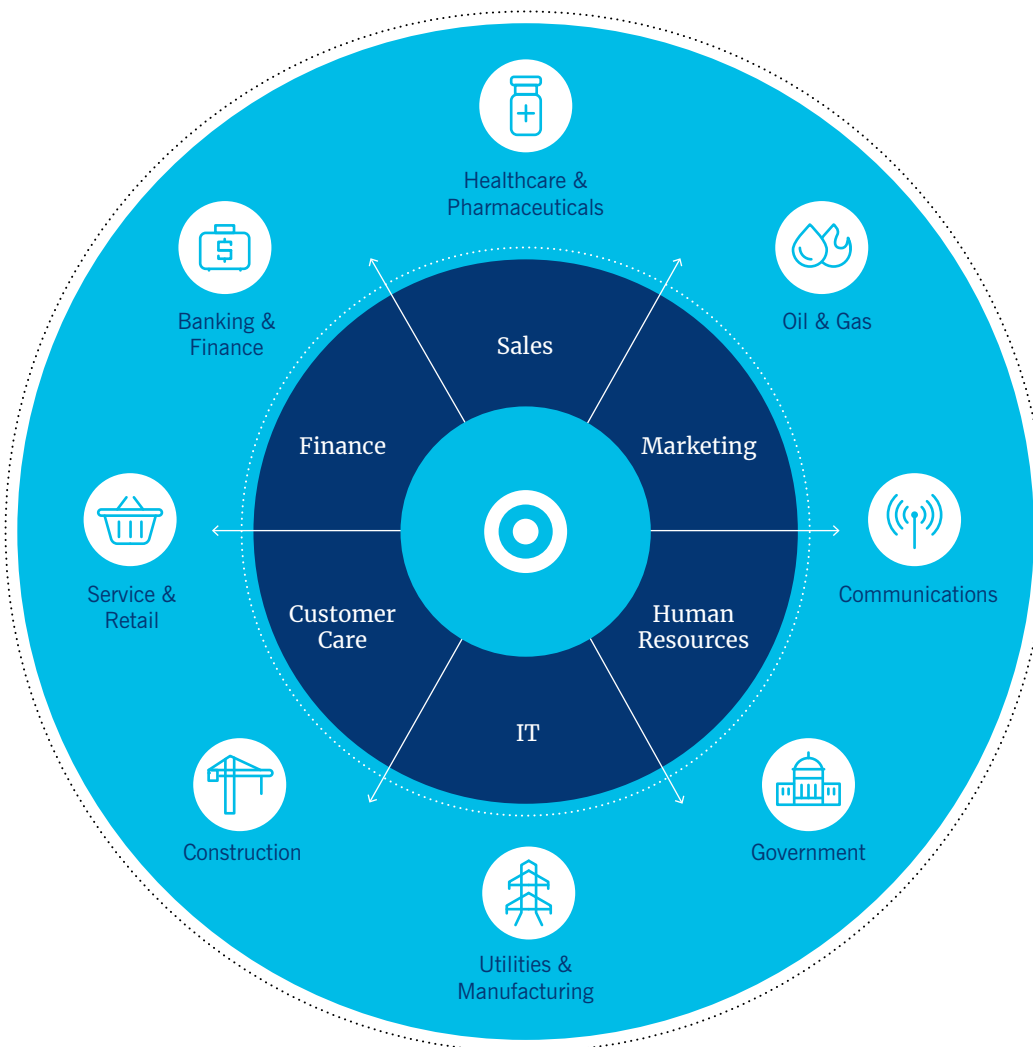 Healthcare &
Pharmaceuticals
Banking &
Finance
Oil & Gas
Sales
Finance
Marketing
Service &
Retail
Communications
Customer
Care
Human
Resources
IT
Construction
Government
Utilities &
Manufacturing